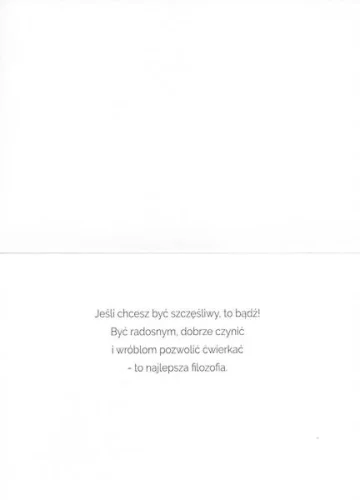 Jeśli chcesz być szczęśliwy, to bądź!
Być radosnym, dobrze czynić
i wróblom pozwolić ćwierkać
- to najlepsza filozofia.